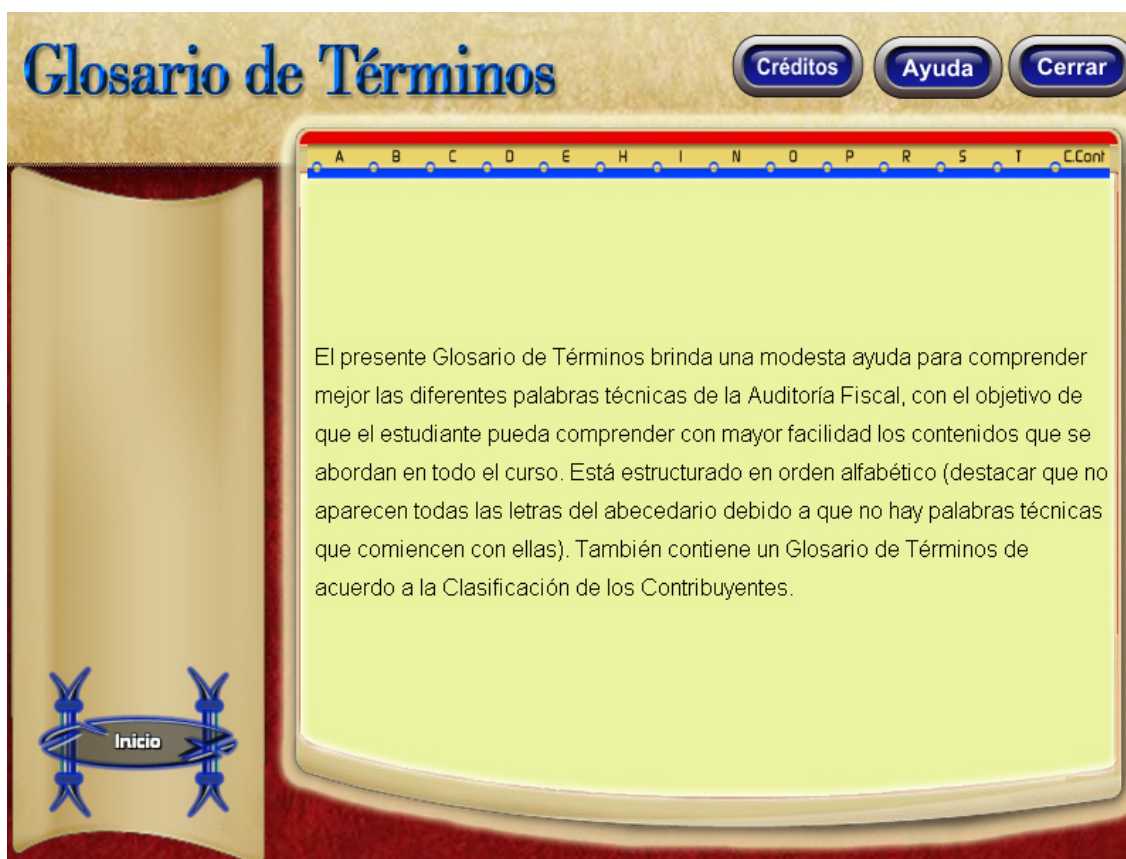 Glosario de Términos
Créditos Ayuda Cerrar
A B C D E H I N O P R S T C.Cont
El presente Glosario de Términos brinda una modesta ayuda para comprender
mejor las diferentes palabras técnicas de la Auditoría Fiscal, con el objetivo de
que el estudiante pueda comprender con mayor facilidad los contenidos que se
abordan en todo el curso. Está estructurado en orden alfabético (destacar que no
aparecen todas las letras del abecedario debido a que no hay palabras técnicas
que comiencen con ellas). También contiene un Glosario de Términos de
acuerdo a la Clasificación de los Contribuyentes.
Inicio